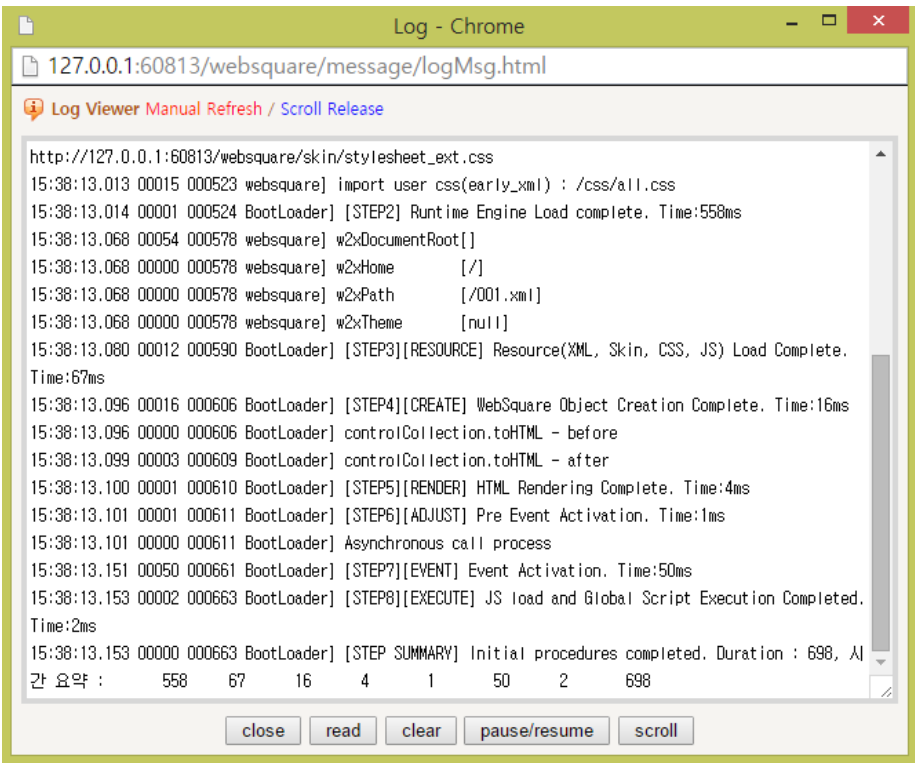 Log - Chrome
127.0.0.1:60813/websquare/message/logMsg.html
Log Viewer Manual Refresh / Scroll Release
http://127.0.0.1:60813/websquare/skin/stylesheet_ext.css
15:38:13.013 00015 000523 websquare] import user css(early_xml) : /css/all.css
15:38:13.014 00001 000524 BootLoader] [STEP2] Runtime Engine Load complete. Time:558ms
15:38:13.068 00054 000578 websquare] w2xDocumentRoot[]
15:38:13.068 00000 000578 websquare] w2xHome [/]
15:38:13.068 00000 000578 websquare] w2xPath [/001.xml]
15:38:13.068 00000 000578 websquare] w2xTheme [null]
15:38:13.080 00012 000590 BootLoader] [STEP3][RESOURCE] Resource(XML, Skin, CSS, JS) Load Complete.
Time:67ms
15:38:13.096 00016 000606 BootLoader] [STEP4][CREATE] WebSquare Object Creation Complete. Time:16ms
15:38:13.096 00000 000606 BootLoader] controlCollection.toHTML - before
15:38:13.099 00003 000609 BootLoader] controlCollection.toHTML - after
15:38:13.100 00001 000610 BootLoader] [STEP5][RENDER] HTML Rendering Complete. Time:4ms
15:38:13.101 00001 000611 BootLoader] [STEP6][ADJUST] Pre Event Activation. Time:1ms
15:38:13.101 00000 000611 BootLoader] Asynchronous call process
15:38:13.151 00050 000661 BootLoader] [STEP7][EVENT] Event Activation. Time:50ms
15:38:13.153 00002 000663 BootLoader] [STEP8][EXECUTE] JS load and Global Script Execution Completed.
Time:2ms
15:38:13.153 00000 000663 BootLoader] [STEP SUMMARY] Initial procedures completed. Duration : 698, 시
간 요약 : 558 67 16 4 1 50 2 698
close read clear pause/resume scroll